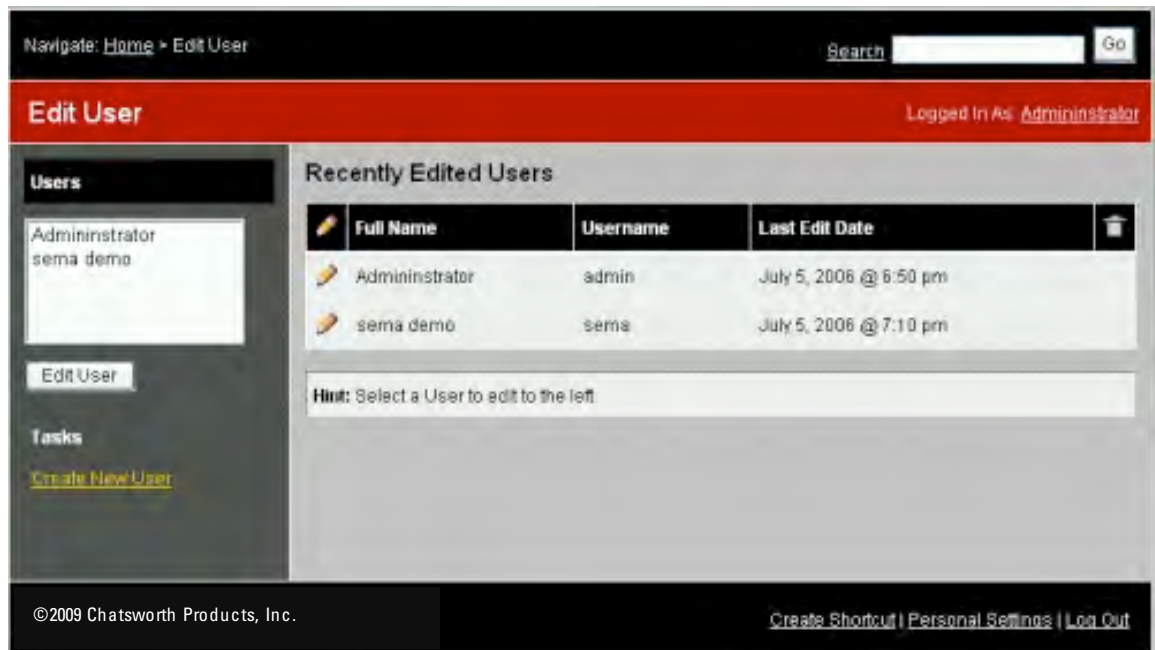 Navigate: Home > Edit User
Search
Go
Edit User
Logged In As: Admininstrator
Users
Admininstrator
sema demo
Edit User
Tasks
Create New User
Recently Edited Users
Full Name Username Last Edit Date
Admininstrator admin July 5, 2006 @ 6:50 pm
sema demo sema July 5, 2006 @ 7:10 pm
Hint: Select a User to edit to the left
©2009 Chatsworth Products, Inc.
Create Shortcut | Personal Settings | Log Out